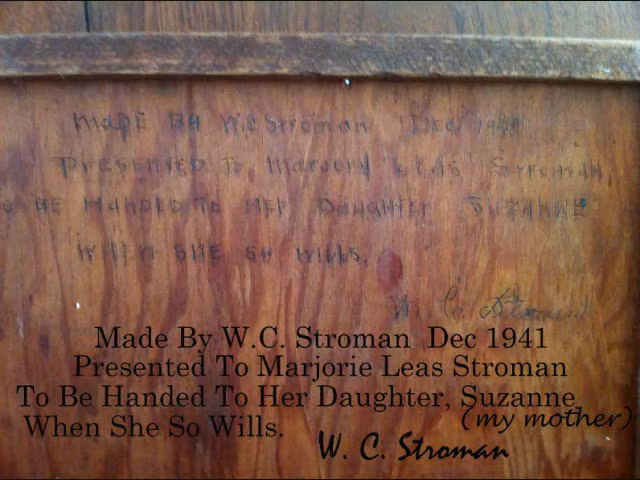 MADE BY W.C Stroman Dec
PRESENTED To Marjory LEAS Stroman,
BE HANDED TO HER DAUGHTER SUZANNE
WHEN SHE SO WILLS.
W. C. Stroman
Made By W.C. Stroman Dec 1941
Presented To Marjorie Leas Stroman
To Be Handed To Her Daughter, Suzanne
(my mother)
When She So Wills.
W. C. Stroman